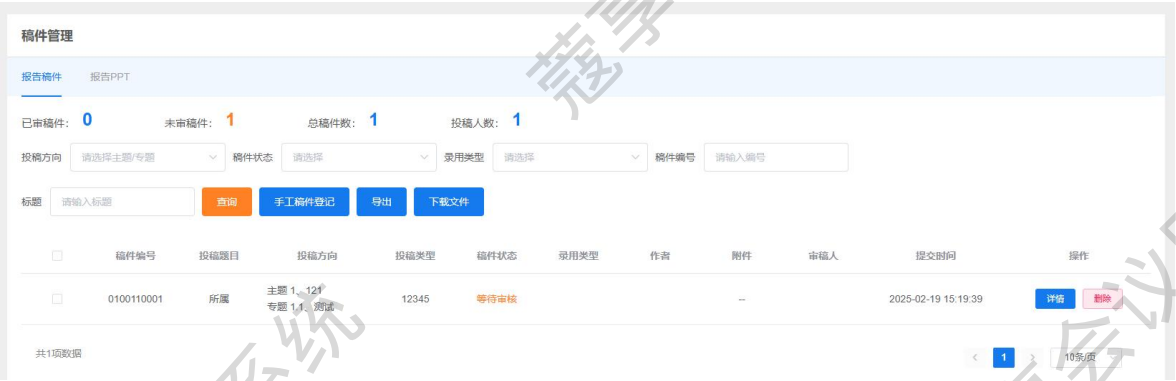 稿件管理
报告稿件 报告PPT
已审稿件: 0 未审稿件: 1 总稿件数: 1 投稿人数: 1
投稿方向 请选择主题/专题 稿件状态 请选择 录用类型 请选择 稿件编号 请输入编号
标题 请输入标题 查询 手工稿件登记 导出 下载文件
稿件编号 投稿题目 投稿方向 投稿类型 稿件状态 录用类型 作者 附件 审稿人 提交时间 操作
0100110001 所属 主题 1、121 12345 等待审核 -- 2025-02-19 15:19:39 详情 删除
专题 1.1、测试
共1项数据 1 10条/页
蔻享
系统
会议